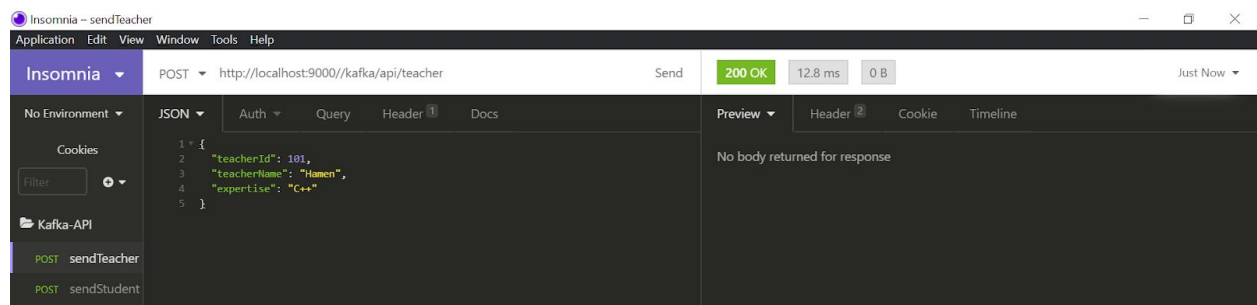 Insomnia – sendTeacher
Application Edit View Window Tools Help
Insomnia POST http://localhost:9000//kafka/api/teacher Send 200 OK 12.8 ms 0 B Just Now
No Environment JSON Auth Query Header 1 Docs Preview Header 2 Cookie Timeline
Cookies
Filter
Kafka-API
POST sendTeacher
POST sendStudent
1 {
2 "teacherId": 101,
3 "teacherName": "Hamen",
4 "expertise": "C++"
5 }
No body returned for response